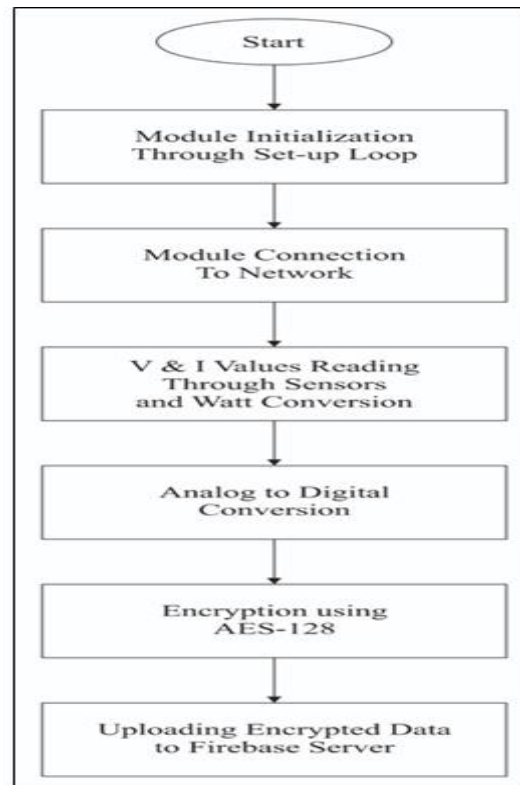 Start
Module Initialization
Through Set-up Loop
Module Connection
To Network
V & I Values Reading
Through Sensors
and Watt Conversion
Analog to Digital
Conversion
Encryption using
AES-128
Uploading Encrypted Data
to Firebase Server